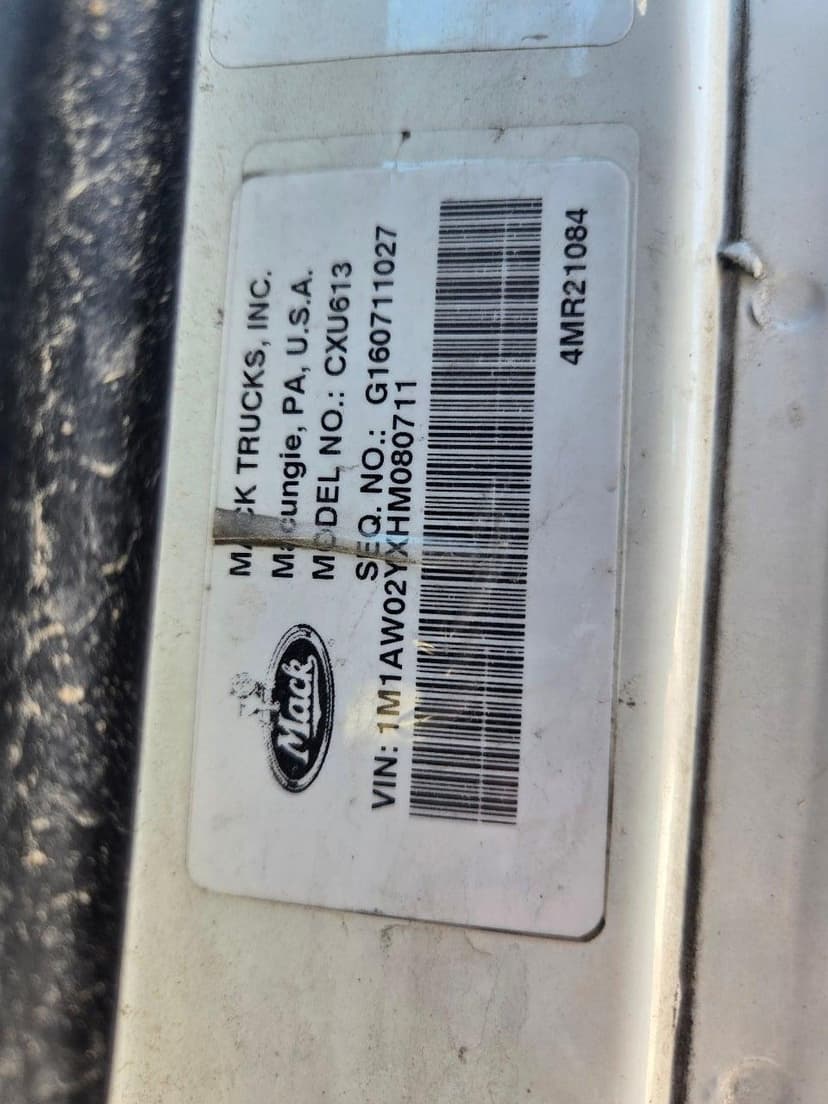 MACK TRUCKS, INC.
Macungie, PA, U.S.A.
MODEL NO.: CXU613
SEQ. NO.: G160711027
Mack
VIN: 1M1AW02YXHM080711
4MR21084